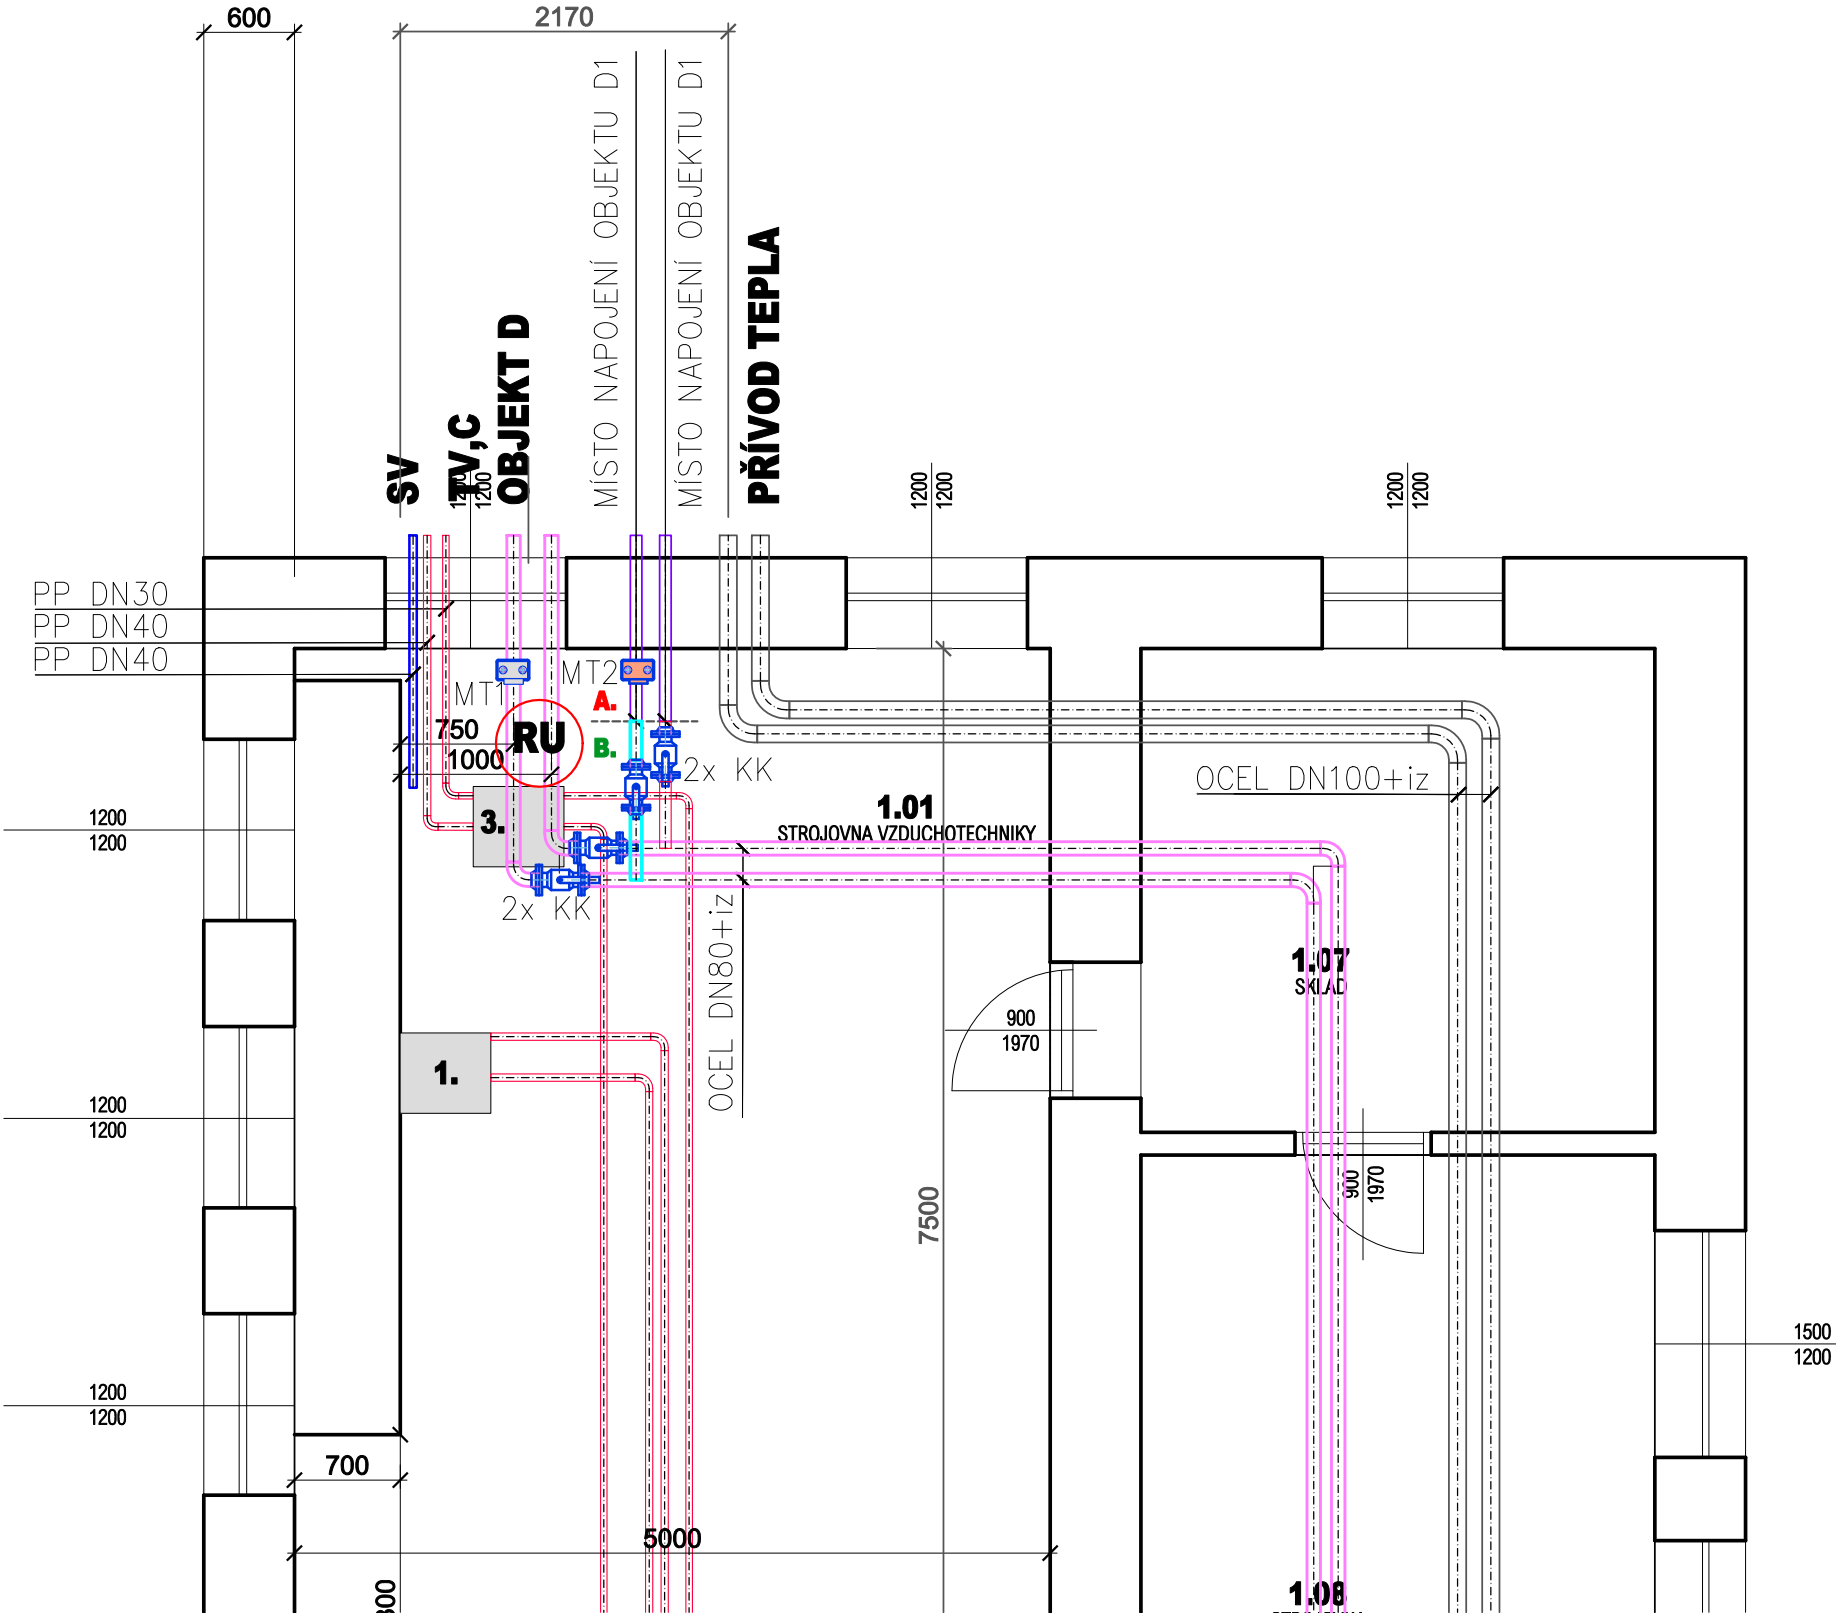 600
2170
MÍSTO NAPOJENÍ OBJEKTU D1
MÍSTO NAPOJENÍ OBJEKTU D1
PŘÍVOD TEPLA
OBJEKT D
TV,C
SV
1200
1200
1200
1200
1200
1200
PP DN30
PP DN40
PP DN40
MT1
MT2
A.
B.
750
RU
1000
2x KK
OCEL DN100+iz
3.
1.01
STROJOVNA VZDUCHOTECHNIKY
1200
1200
2x KK
OCEL DN80+iz
1.07
SKLAD
900
1970
1.
1200
1200
900
1970
7500
1500
1200
1200
1200
700
5000
1.08